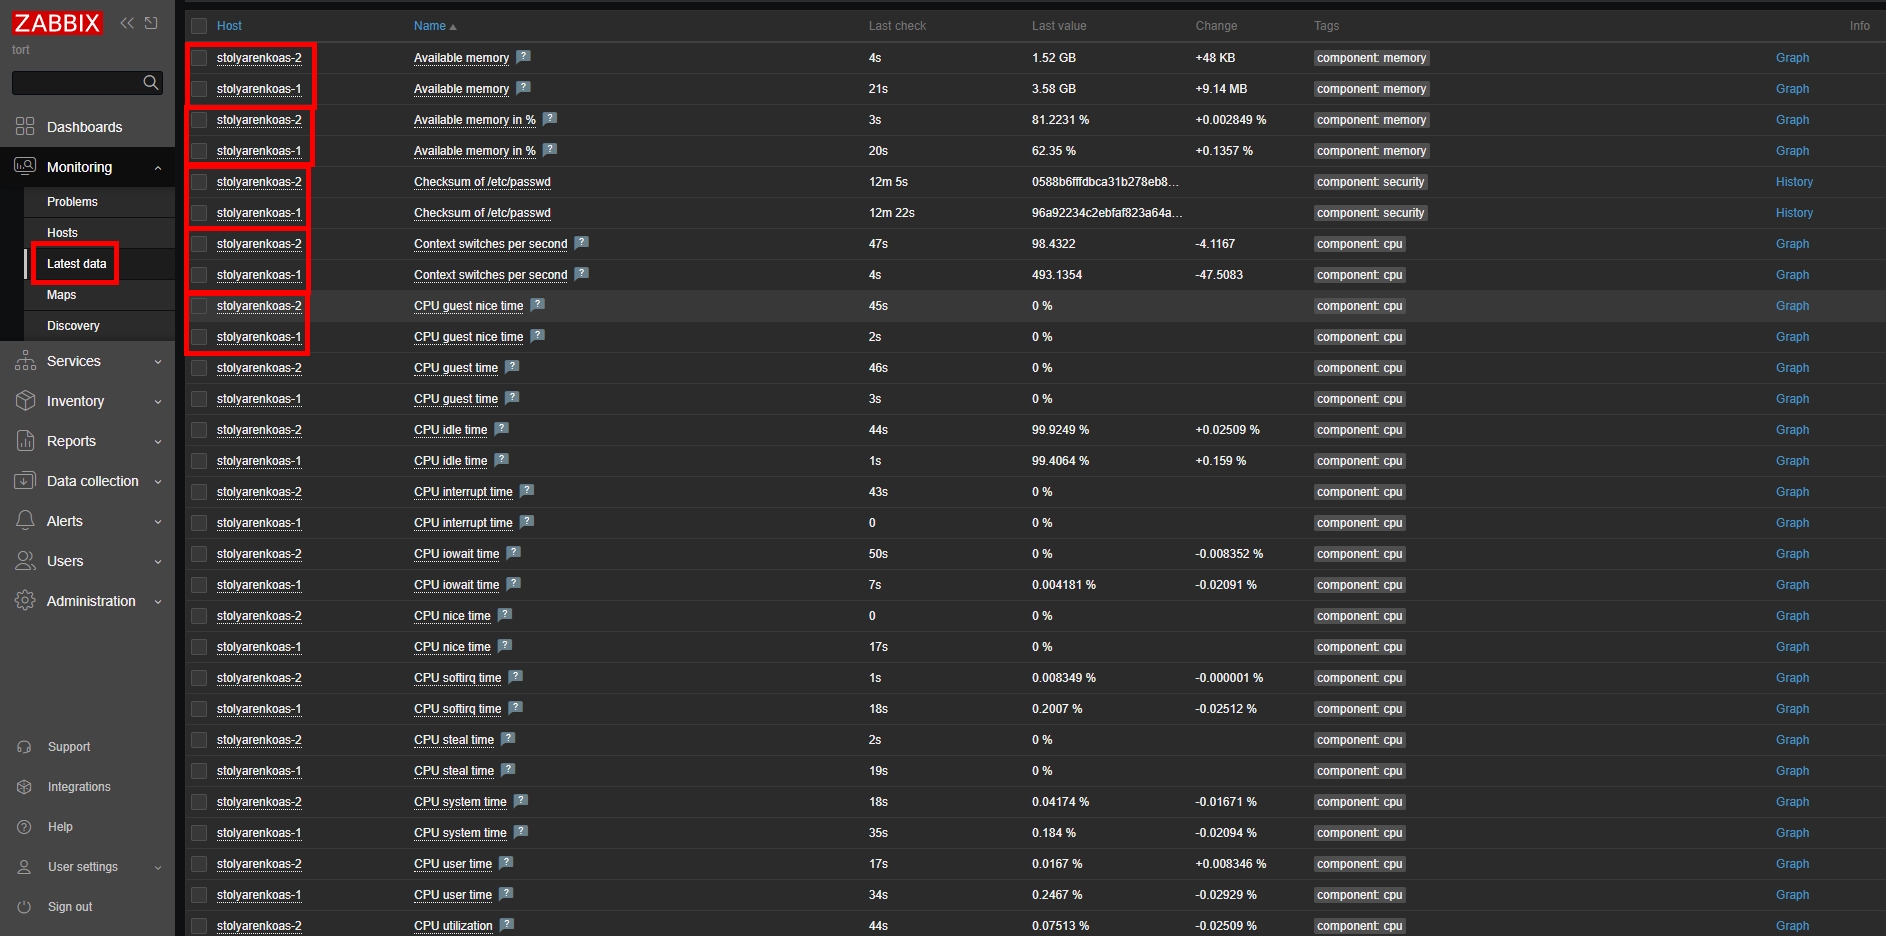 ZABBIX
tort
Dashboards
Monitoring
Problems
Hosts
Latest data
Maps
Discovery
Services
Inventory
Reports
Data collection
Alerts
Users
Administration
Support
Integrations
Help
User settings
Sign out
Host Name Last check Last value Change Tags Info
stolyarenkoas-2 Available memory ? 4s 1.52 GB +48 KB component: memory Graph
stolyarenkoas-1 Available memory ? 21s 3.58 GB +9.14 MB component: memory Graph
stolyarenkoas-2 Available memory in % ? 3s 81.2231 % +0.002849 % component: memory Graph
stolyarenkoas-1 Available memory in % ? 20s 62.35 % +0.1357 % component: memory Graph
stolyarenkoas-2 Checksum of /etc/passwd 12m 5s 0588b6fffdbca31b278eb8... component: security History
stolyarenkoas-1 Checksum of /etc/passwd 12m 22s 96a92234c2ebfaf823a64a... component: security History
stolyarenkoas-2 Context switches per second ? 47s 98.4322 -4.1167 component: cpu Graph
stolyarenkoas-1 Context switches per second ? 4s 493.1354 -47.5083 component: cpu Graph
stolyarenkoas-2 CPU guest nice time ? 45s 0 % component: cpu Graph
stolyarenkoas-1 CPU guest nice time ? 2s 0 % component: cpu Graph
stolyarenkoas-2 CPU guest time ? 46s 0 % component: cpu Graph
stolyarenkoas-1 CPU guest time ? 3s 0 % component: cpu Graph
stolyarenkoas-2 CPU idle time ? 44s 99.9249 % +0.02509 % component: cpu Graph
stolyarenkoas-1 CPU idle time ? 1s 99.4064 % +0.159 % component: cpu Graph
stolyarenkoas-2 CPU interrupt time ? 43s 0 % component: cpu Graph
stolyarenkoas-1 CPU interrupt time ? 0 0 % component: cpu Graph
stolyarenkoas-2 CPU iowait time ? 50s 0 % -0.008352 % component: cpu Graph
stolyarenkoas-1 CPU iowait time ? 7s 0.004181 % -0.02091 % component: cpu Graph
stolyarenkoas-2 CPU nice time ? 0 0 % component: cpu Graph
stolyarenkoas-1 CPU nice time ? 17s 0 % component: cpu Graph
stolyarenkoas-2 CPU softirq time ? 1s 0.008349 % -0.000001 % component: cpu Graph
stolyarenkoas-1 CPU softirq time ? 18s 0.2007 % -0.02512 % component: cpu Graph
stolyarenkoas-2 CPU steal time ? 2s 0 % component: cpu Graph
stolyarenkoas-1 CPU steal time ? 19s 0 % component: cpu Graph
stolyarenkoas-2 CPU system time ? 18s 0.04174 % -0.01671 % component: cpu Graph
stolyarenkoas-1 CPU system time ? 35s 0.184 % -0.02094 % component: cpu Graph
stolyarenkoas-2 CPU user time ? 17s 0.0167 % +0.008346 % component: cpu Graph
stolyarenkoas-1 CPU user time ? 34s 0.2467 % -0.02929 % component: cpu Graph
stolyarenkoas-2 CPU utilization ? 44s 0.07513 % -0.02509 % component: cpu Graph